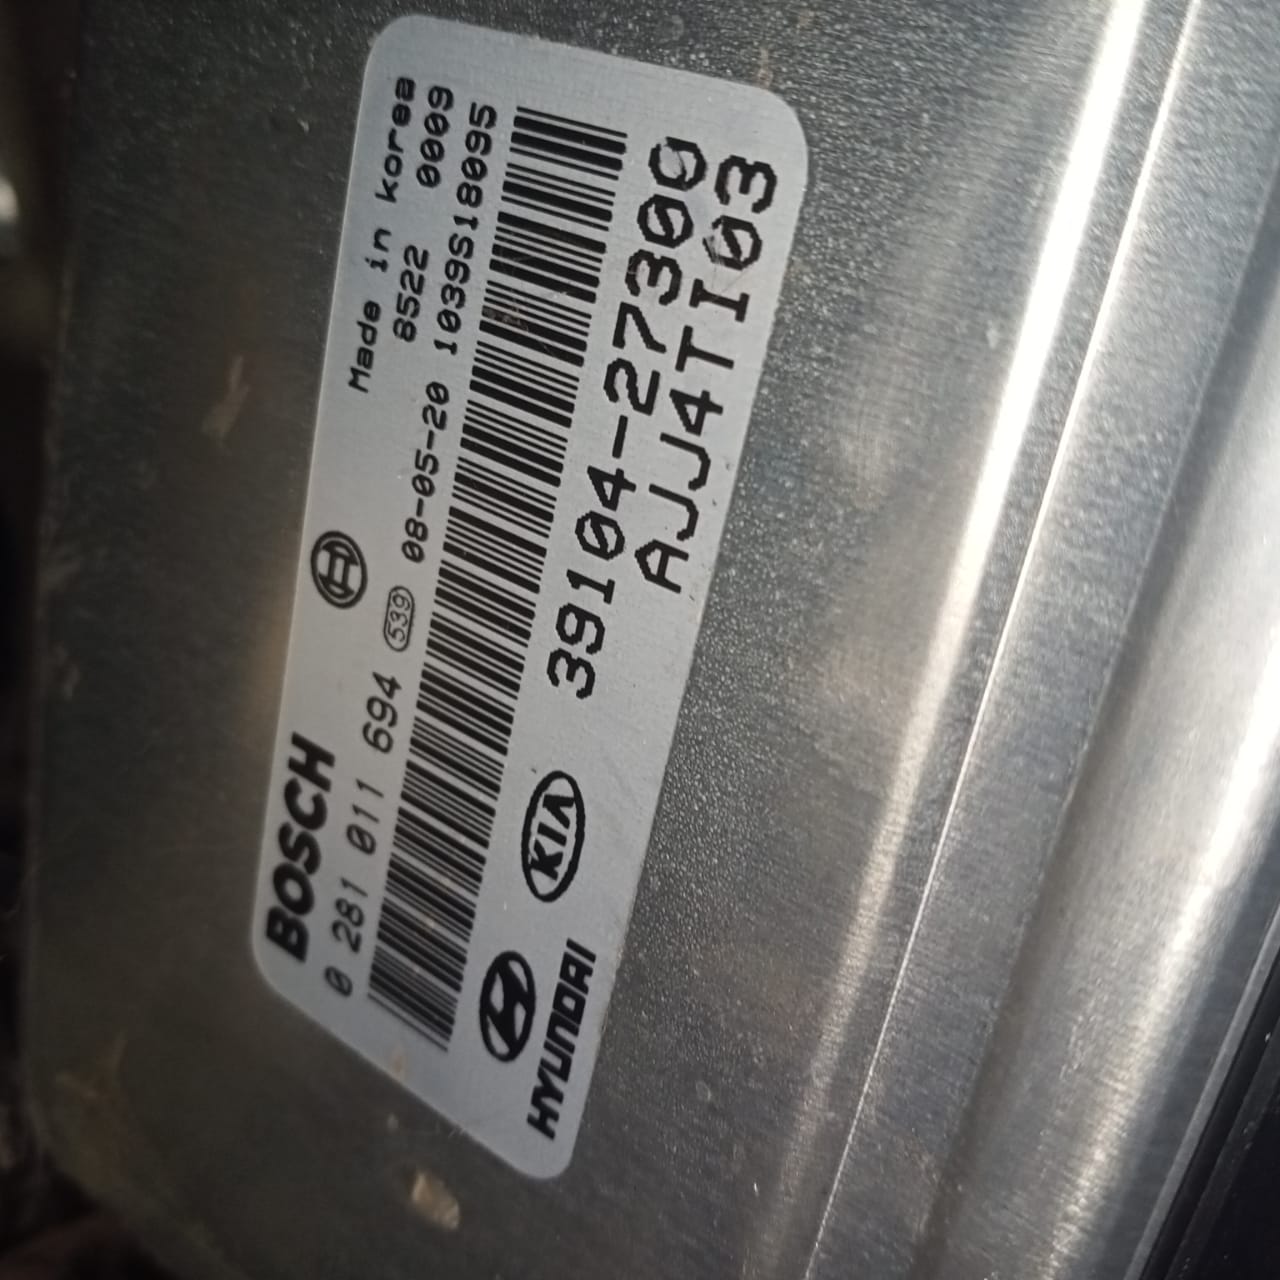 BOSCH
Made in korea
0 281 011 694
8522 0009
539 08-05-20 1039S18095
HYUNDAI KIA 39104-27300
AJJ4TI03